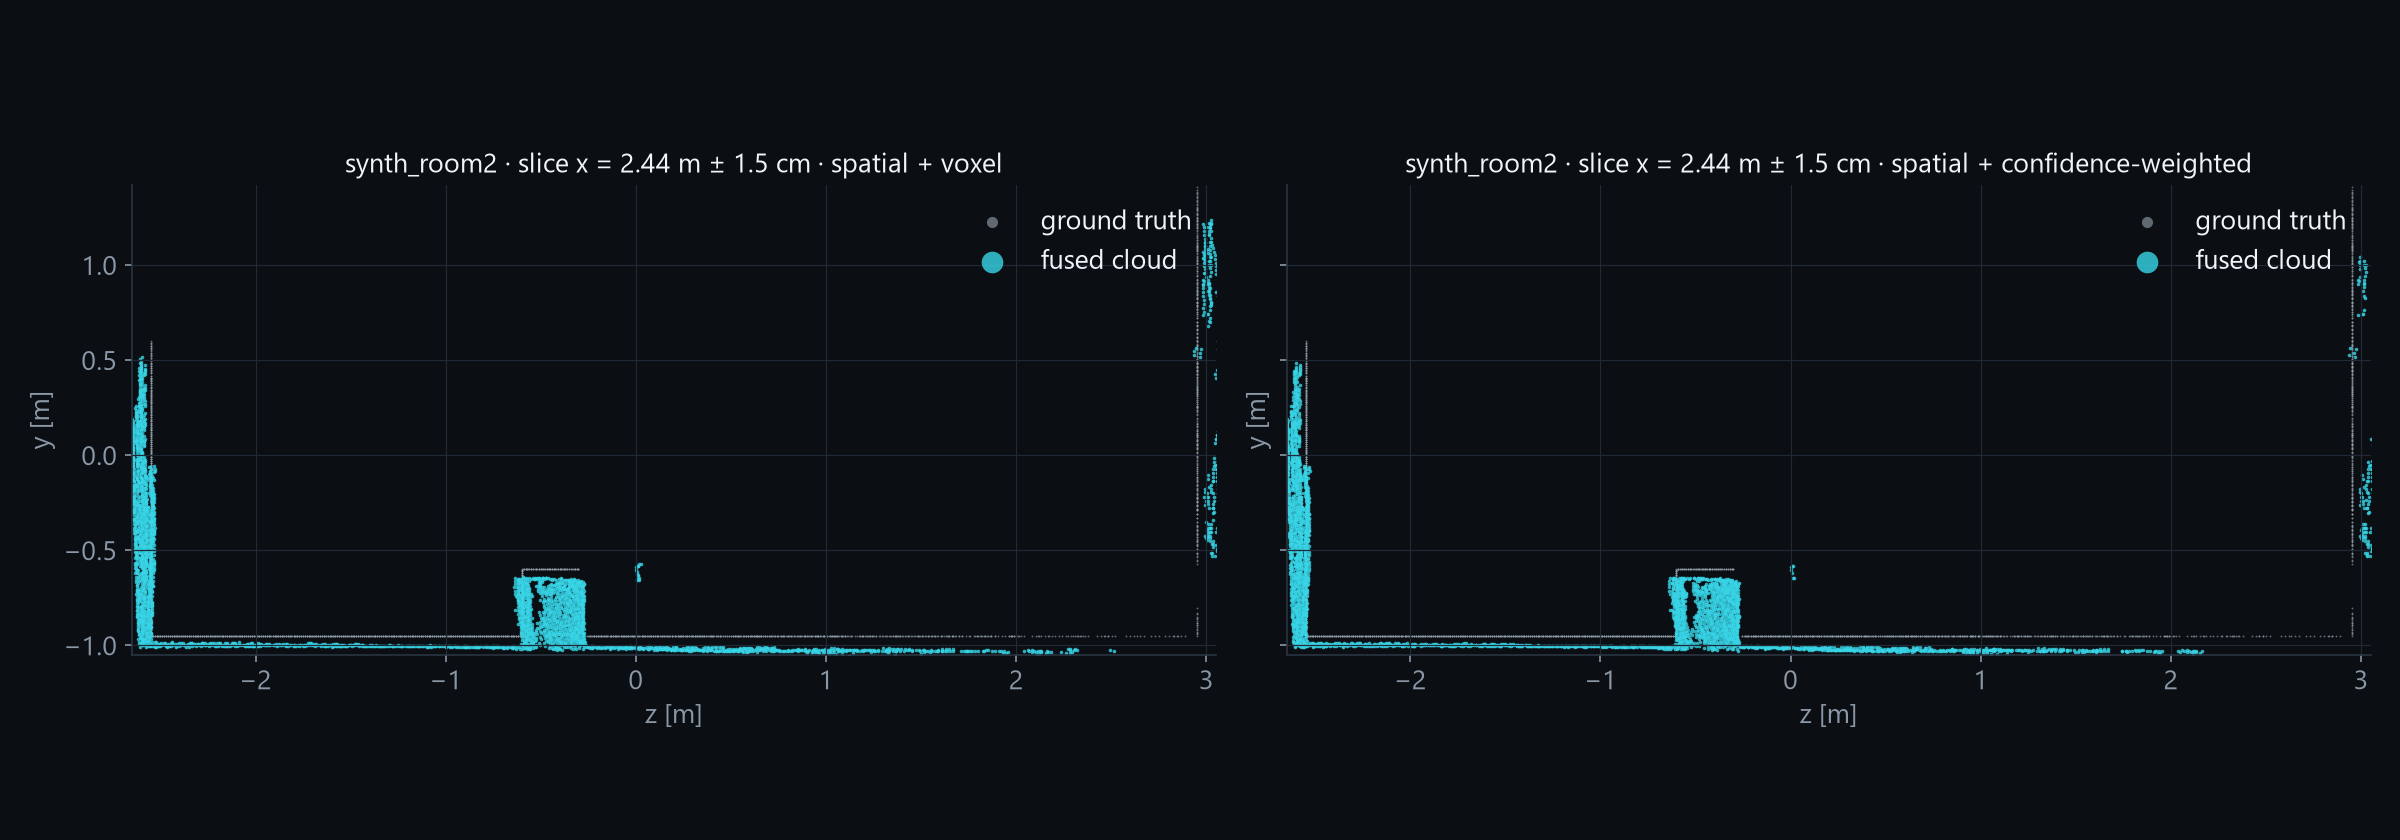 synth_room2 · slice x = 2.44 m ± 1.5 cm · spatial + voxel
ground truth
fused cloud
1.0
0.5
0.0
−0.5
−1.0
y [m]
−2
−1
0
1
2
3
z [m]
synth_room2 · slice x = 2.44 m ± 1.5 cm · spatial + confidence-weighted
ground truth
fused cloud
y [m]
−2
−1
0
1
2
3
z [m]